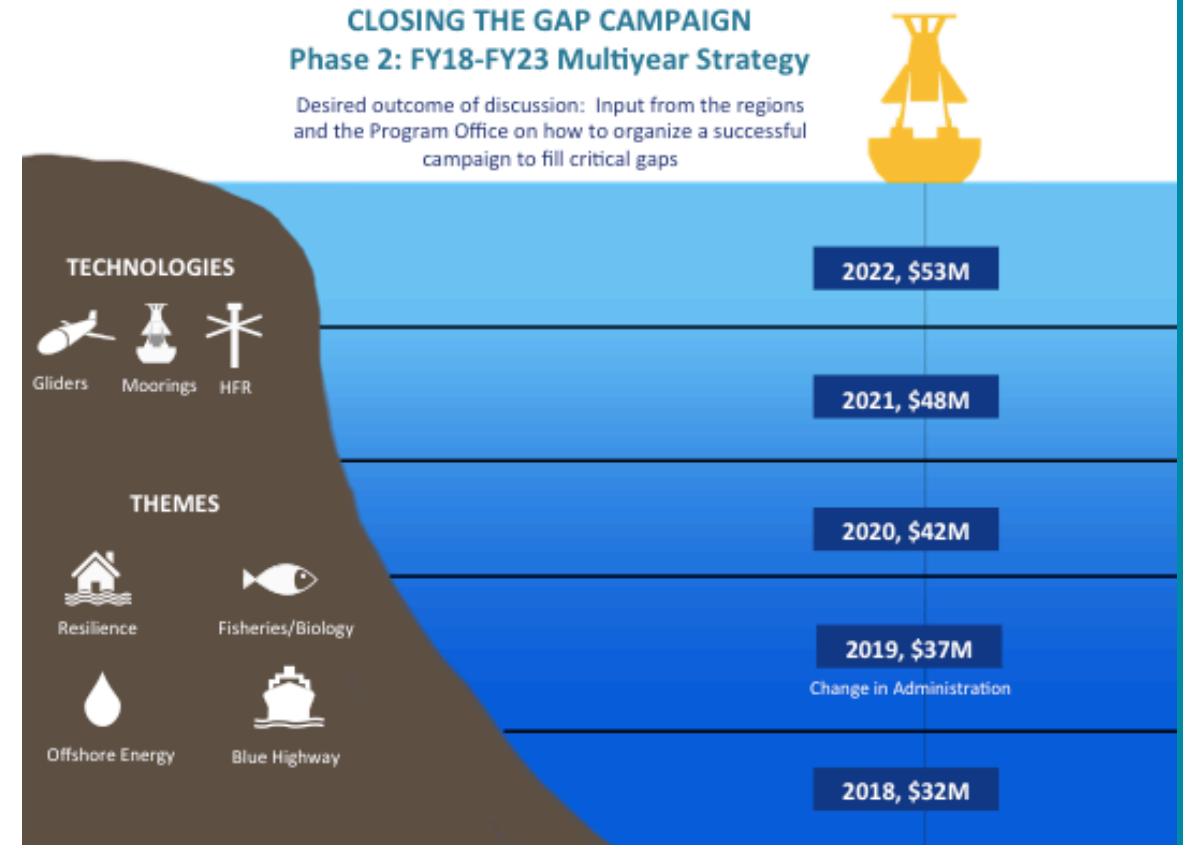 CLOSING THE GAP CAMPAIGN
Phase 2: FY18-FY23 Multiyear Strategy
Desired outcome of discussion: Input from the regions
and the Program Office on how to organize a successful
campaign to fill critical gaps
TECHNOLOGIES
Gliders
Moorings
HFR
THEMES
Resilience
Fisheries/Biology
Offshore Energy
Blue Highway
2022, $53M
2021, $48M
2020, $42M
2019, $37M
Change in Administration
2018, $32M